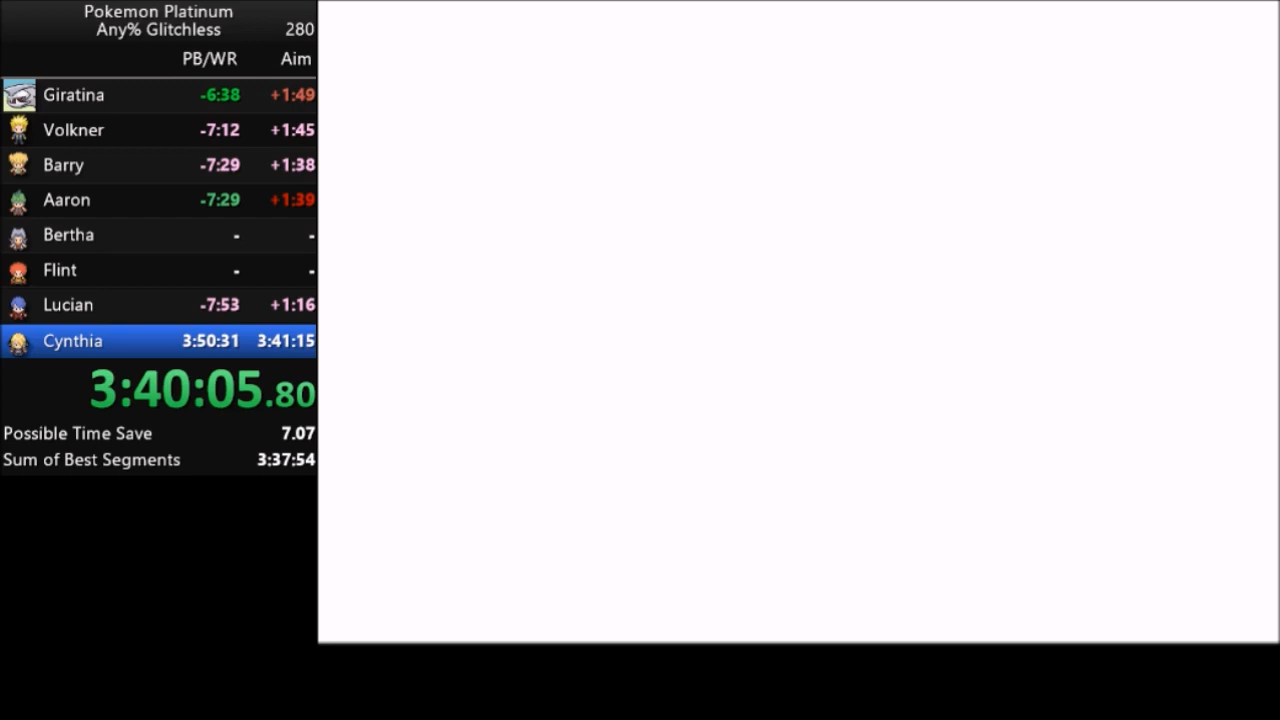 Pokemon Platinum
Any% Glitchless 280
PB/WR Aim
Giratina -6:38 +1:49
Volkner -7:12 +1:45
Barry -7:29 +1:38
Aaron -7:29 +1:39
Bertha - -
Flint - -
Lucian -7:53 +1:16
Cynthia 3:50:31 3:41:15
3:40:05.80
Possible Time Save 7.07
Sum of Best Segments 3:37:54